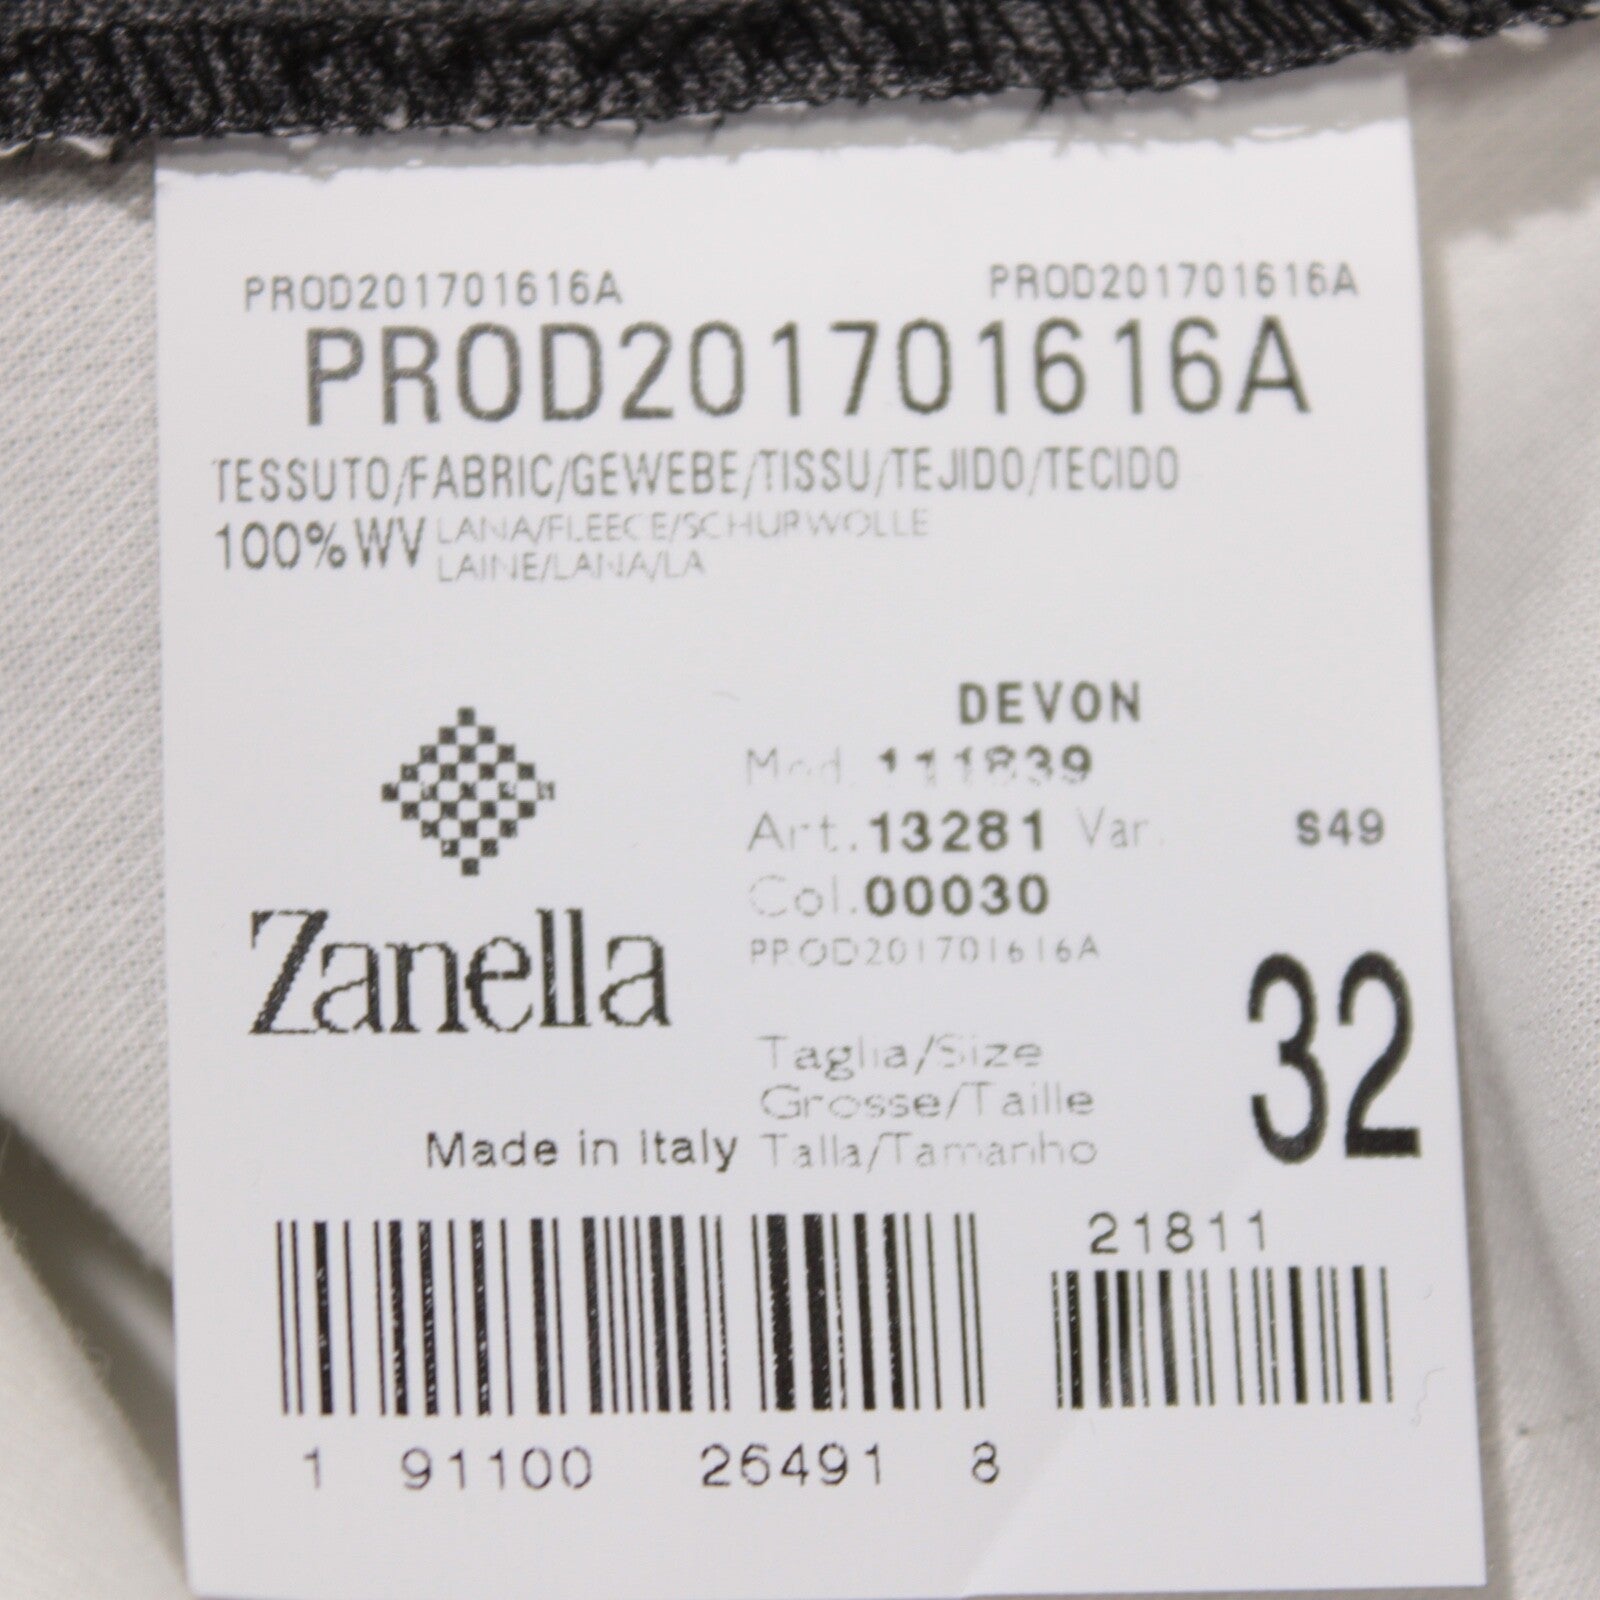 PROD201701616A PROD201701616A
PROD201701616A
TESSUTO/FABRIC/GEWEBE/TISSU/TEJIDO/TECIDO
100% WV LANA/FLEECE/SCHURWOLLE
LAINE/LANA/LA
DEVON
Mod. 111839
Art. 13281 Var. S49
Col. 00030
PROD201701616A
Zanella
32
Taglia/Size
Grosse/Taille
Made in Italy Talla/Tamanho
21811
1 91100 26491 8